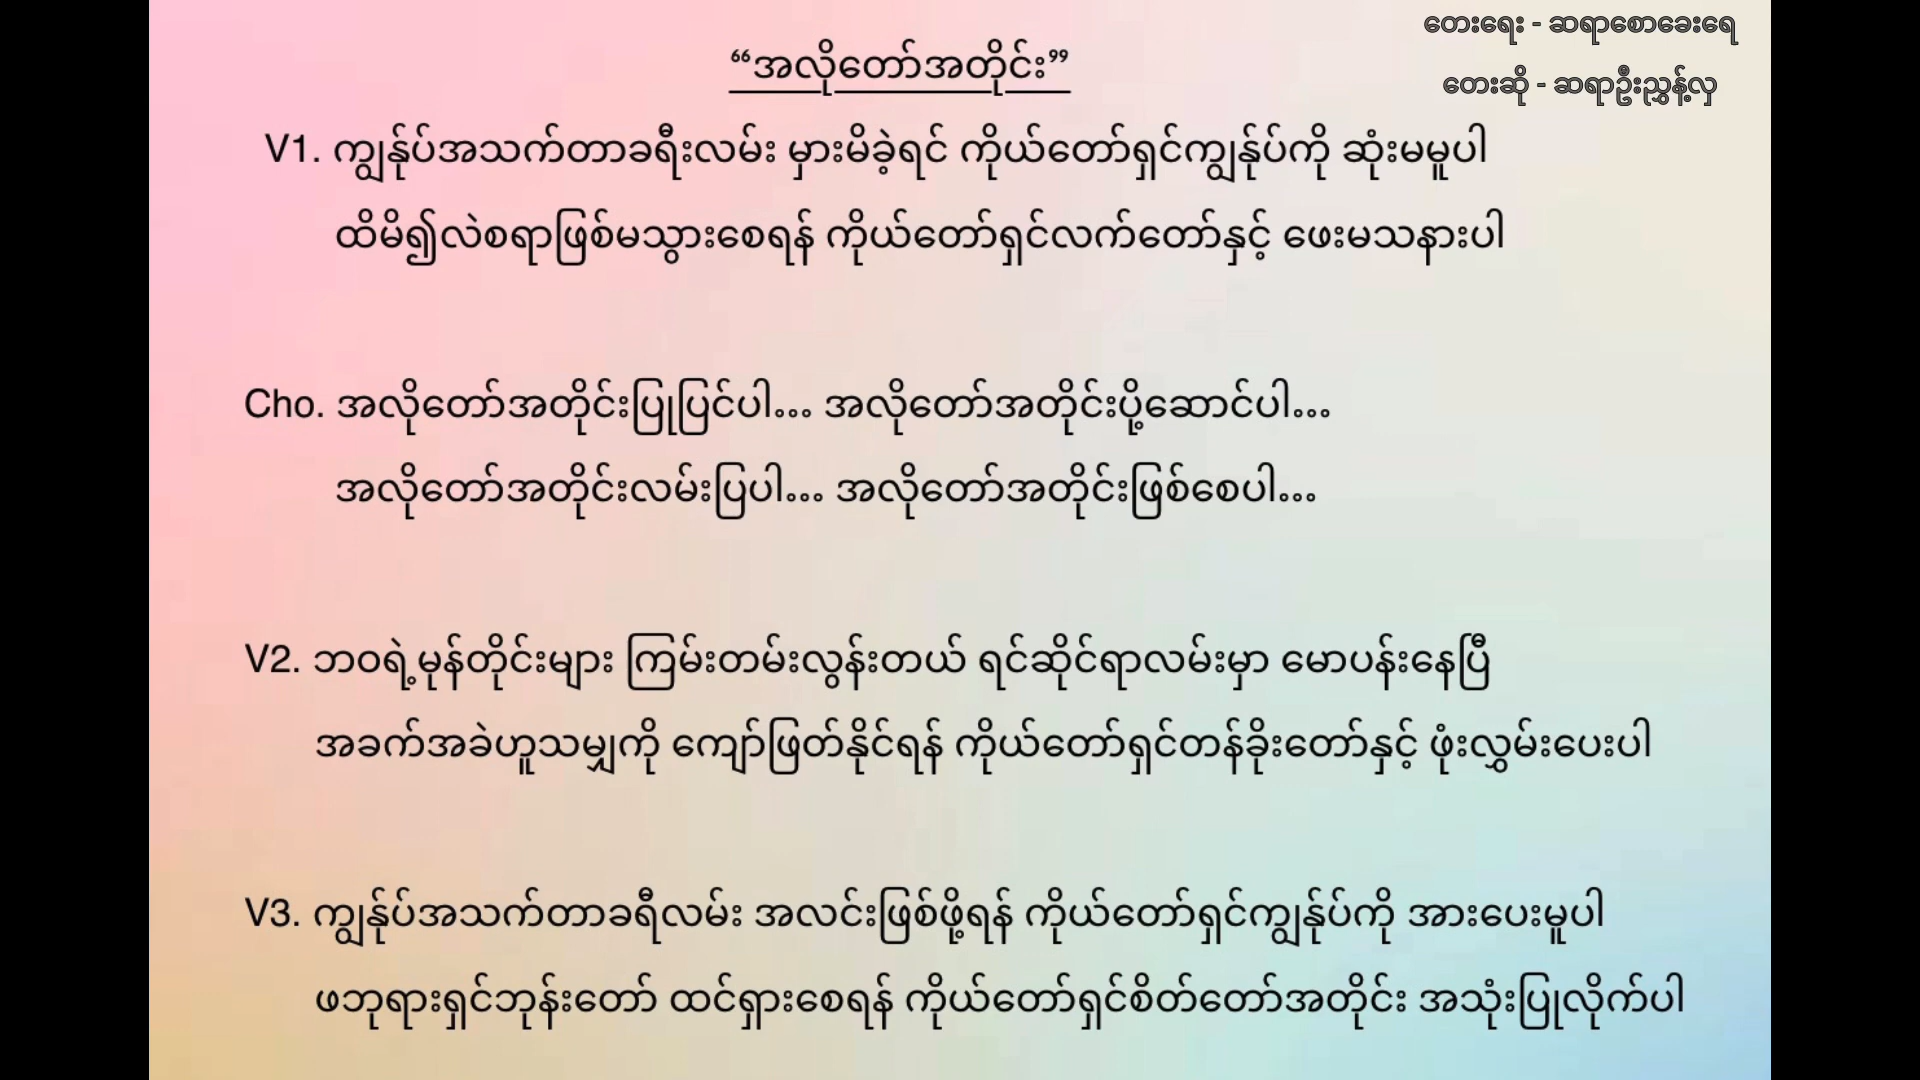 တေးရေး - ဆရာစောခေးရေ
တေးဆို - ဆရာဦးညွှန့်လှ
“အလိုတော်အတိုင်း”
V1. ကျွန်ုပ်အသက်တာခရီးလမ်း မှားမိခဲ့ရင် ကိုယ်တော်ရှင်ကျွန်ုပ်ကို ဆုံးမမူပါ
ထိမိ၍လဲစရာဖြစ်မသွားစေရန် ကိုယ်တော်ရှင်လက်တော်နှင့် ဖေးမသနားပါ
Cho. အလိုတော်အတိုင်းပြုပြင်ပါ... အလိုတော်အတိုင်းပို့ဆောင်ပါ...
အလိုတော်အတိုင်းလမ်းပြပါ... အလိုတော်အတိုင်းဖြစ်စေပါ...
V2. ဘဝရဲ့မုန်တိုင်းများ ကြမ်းတမ်းလွန်းတယ် ရင်ဆိုင်ရာလမ်းမှာ မောပန်းနေပြီ
အခက်အခဲဟူသမျှကို ကျော်ဖြတ်နိုင်ရန် ကိုယ်တော်ရှင်တန်ခိုးတော်နှင့် ဖုံးလွှမ်းပေးပါ
V3. ကျွန်ုပ်အသက်တာခရီလမ်း အလင်းဖြစ်ဖို့ရန် ကိုယ်တော်ရှင်ကျွန်ုပ်ကို အားပေးမူပါ
ဖဘုရားရှင်ဘုန်းတော် ထင်ရှားစေရန် ကိုယ်တော်ရှင်စိတ်တော်အတိုင်း အသုံးပြုလိုက်ပါ